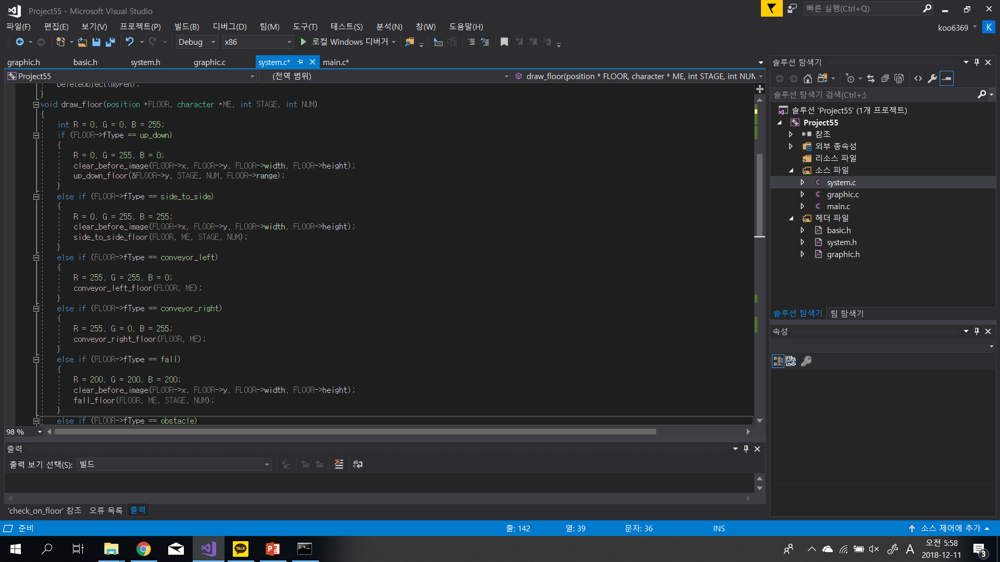 Project55 - Microsoft Visual Studio
빠른 실행(Ctrl+Q)
파일(F) 편집(E) 보기(V) 프로젝트(P) 빌드(B) 디버그(D) 팀(M) 도구(T) 테스트(S) 분석(N) 창(W) 도움말(H)
koo6369 K
Debug x86 로컬 Windows 디버거
graphic.h basic.h system.h graphic.c system.c* main.c*
Project55 (전역 범위) draw_floor(position * FLOOR, character * ME, int STAGE, int NUM
DeleteObject(myPen);
}
void draw_floor(position *FLOOR, character *ME, int STAGE, int NUM)
{
int R = 0, G = 0, B = 255;
if (FLOOR->fType == up_down)
{
R = 0, G = 255, B = 0;
clear_before_image(FLOOR->x, FLOOR->y, FLOOR->width, FLOOR->height);
up_down_floor(&FLOOR->y, STAGE, NUM, FLOOR->range);
}
else if (FLOOR->fType == side_to_side)
{
R = 0, G = 255, B = 255;
clear_before_image(FLOOR->x, FLOOR->y, FLOOR->width, FLOOR->height);
side_to_side_floor(FLOOR, ME, STAGE, NUM);
}
else if (FLOOR->fType == conveyor_left)
{
R = 255, G = 255, B = 0;
conveyor_left_floor(FLOOR, ME);
}
else if (FLOOR->fType == conveyor_right)
{
R = 255, G = 0, B = 255;
conveyor_right_floor(FLOOR, ME);
}
else if (FLOOR->fType == fall)
{
R = 200, G = 200, B = 200;
clear_before_image(FLOOR->x, FLOOR->y, FLOOR->width, FLOOR->height);
fall_floor(FLOOR, ME, STAGE, NUM);
}
else if (FLOOR->fType == obstacle)
98 %
출력
출력 보기 선택(S): 빌드
'check_on_floor' 참조 오류 목록 출력
솔루션 탐색기
솔루션 탐색기 검색(Ctrl+;)
솔루션 'Project55' (1개 프로젝트)
Project55
참조
외부 종속성
리소스 파일
소스 파일
system.c
graphic.c
main.c
헤더 파일
basic.h
system.h
graphic.h
솔루션 탐색기 팀 탐색기
속성
준비 줄: 142 열: 39 문자: 36 INS 소스 제어에 추가
TALK
A 오전 5:58
2018-12-11
3